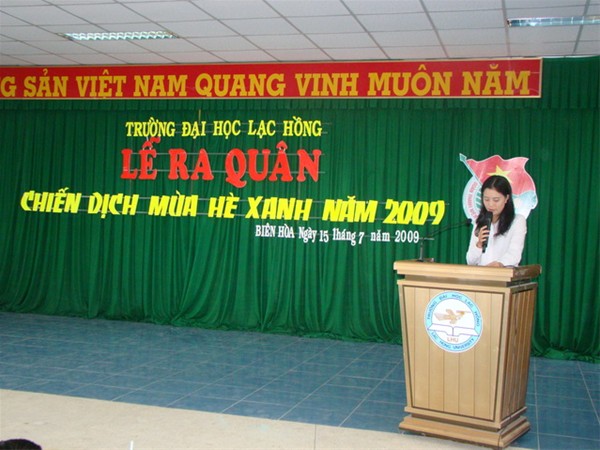 NG SẢN VIỆT NAM QUANG VINH MUÔN NĂM
TRƯỜNG ĐẠI HỌC LẠC HỒNG
LỄ RA QUÂN
CHIẾN DỊCH MÙA HÈ XANH NĂM 2009
BIÊN HÒA Ngày 15 tháng 7 năm 2009